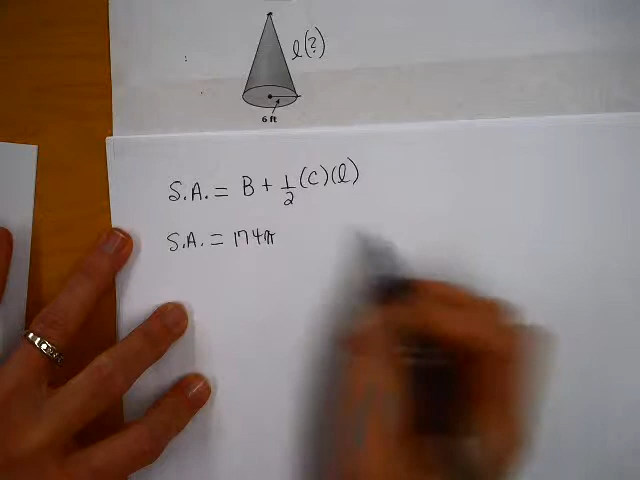 l(?)
6 ft
S.A. = B + 1/2 (C)(l)
S.A. = 174π